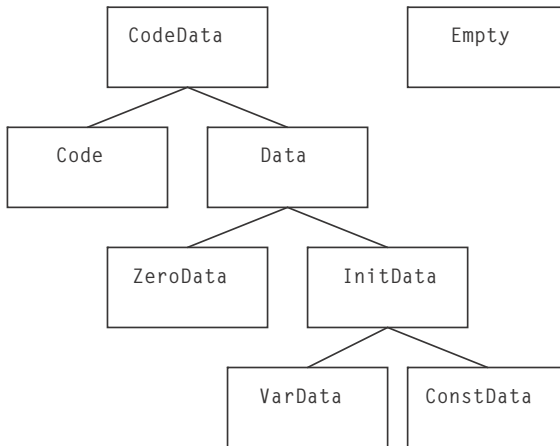 CodeData
Empty
Code
Data
ZeroData
InitData
VarData
ConstData